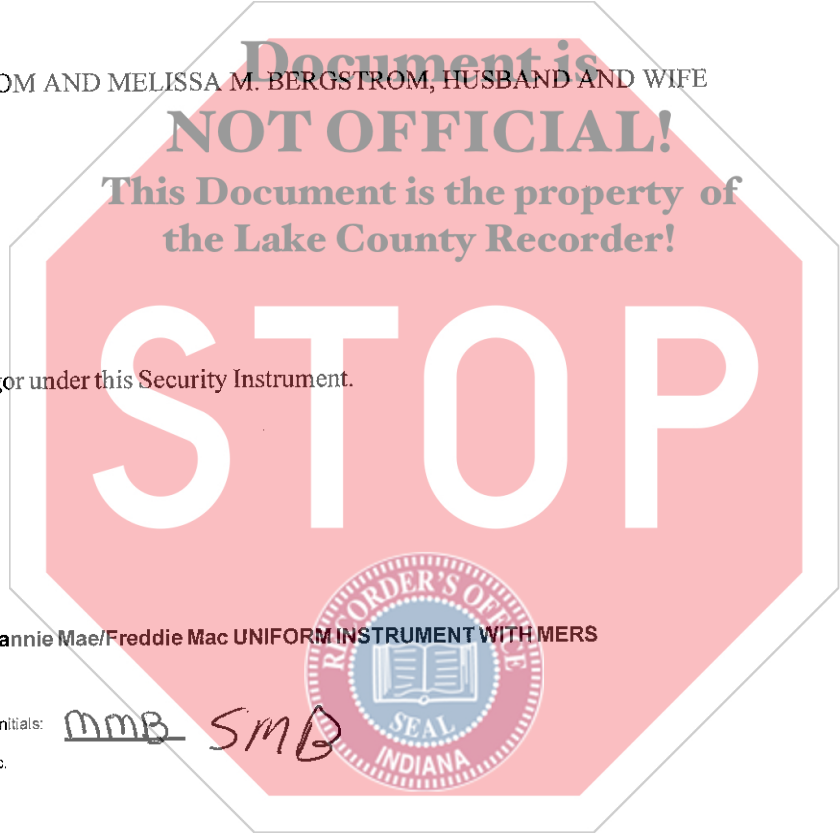 Document is
OM AND MELISSA M. BERGSTROM, HUSBAND AND WIFE
NOT OFFICIAL!
This Document is the property of
the Lake County Recorder!
STOP
gor under this Security Instrument.
annie Mae/Freddie Mac UNIFORM INSTRUMENT WITH MERS
RECORDER'S OFFICE
SEAL
INDIANA
nitials: MMB SMB
c.